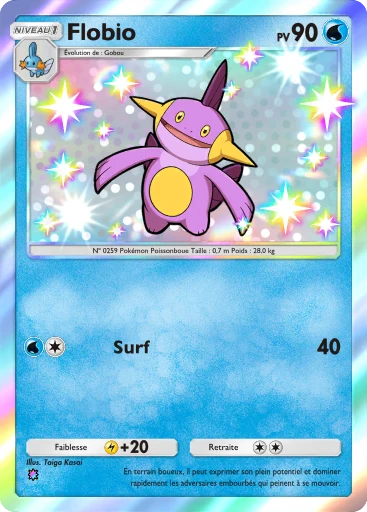 NIVEAU 1
Flobio
PV 90
Évolution de : Gobou
N° 0259 Pokémon Poissonboue Taille : 0,7 m Poids : 28,0 kg
Surf 40
Faiblesse +20 Retraite
Illus. Taiga Kasai
En terrain boueux, il peut exprimer son plein potentiel et dominer
rapidement les adversaires embourbés qui peinent à se mouvoir.